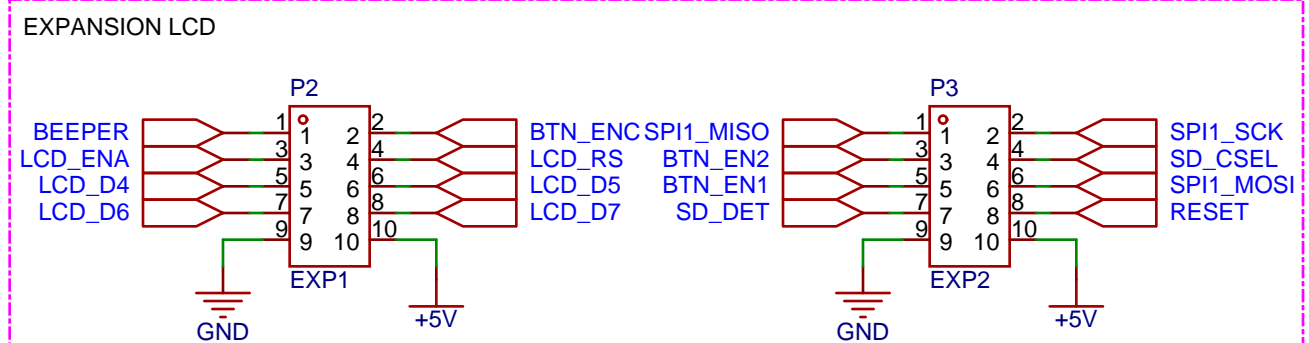 EXPANSION LCD
P2 P3
BEEPER 1 1 2 2 BTN_ENC SPI1_MISO 1 1 2 2 SPI1_SCK
LCD_ENA 3 3 4 4 LCD_RS BTN_EN2 3 3 4 4 SD_CSEL
LCD_D4 5 5 6 6 LCD_D5 BTN_EN1 5 5 6 6 SPI1_MOSI
LCD_D6 7 7 8 8 LCD_D7 SD_DET 7 7 8 8 RESET
9 9 10 10 9 9 10 10
EXP1 EXP2
GND +5V GND +5V